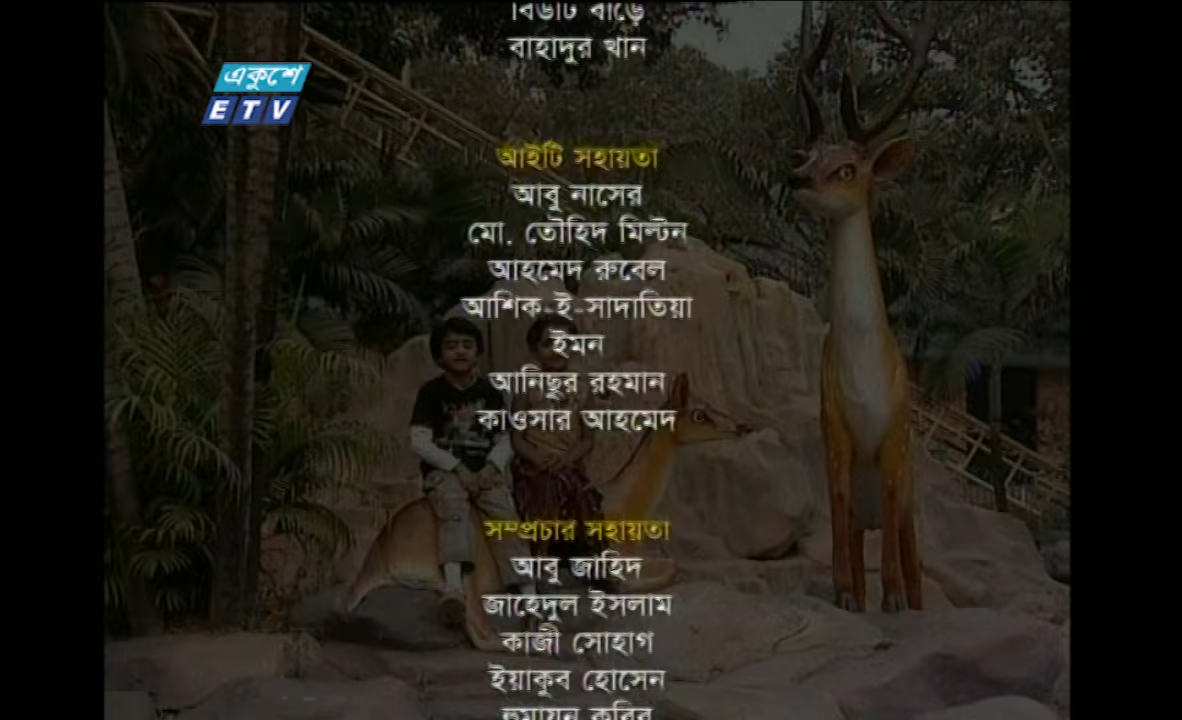 বাহাদুর খান
একুশে
ETV
আইটি সহায়তা
আবু নাসের
মো. তৌহিদ মিল্টন
আহমেদ রুবেল
আশিক-ই-সাদাতিয়া
ইমন
আনিছুর রহমান
কাওসার আহমেদ
সম্প্রচার সহায়তা
আবু জাহিদ
জাহেদুল ইসলাম
কাজী সোহাগ
ইয়াকুব হোসেন
হুমায়ুন কবির